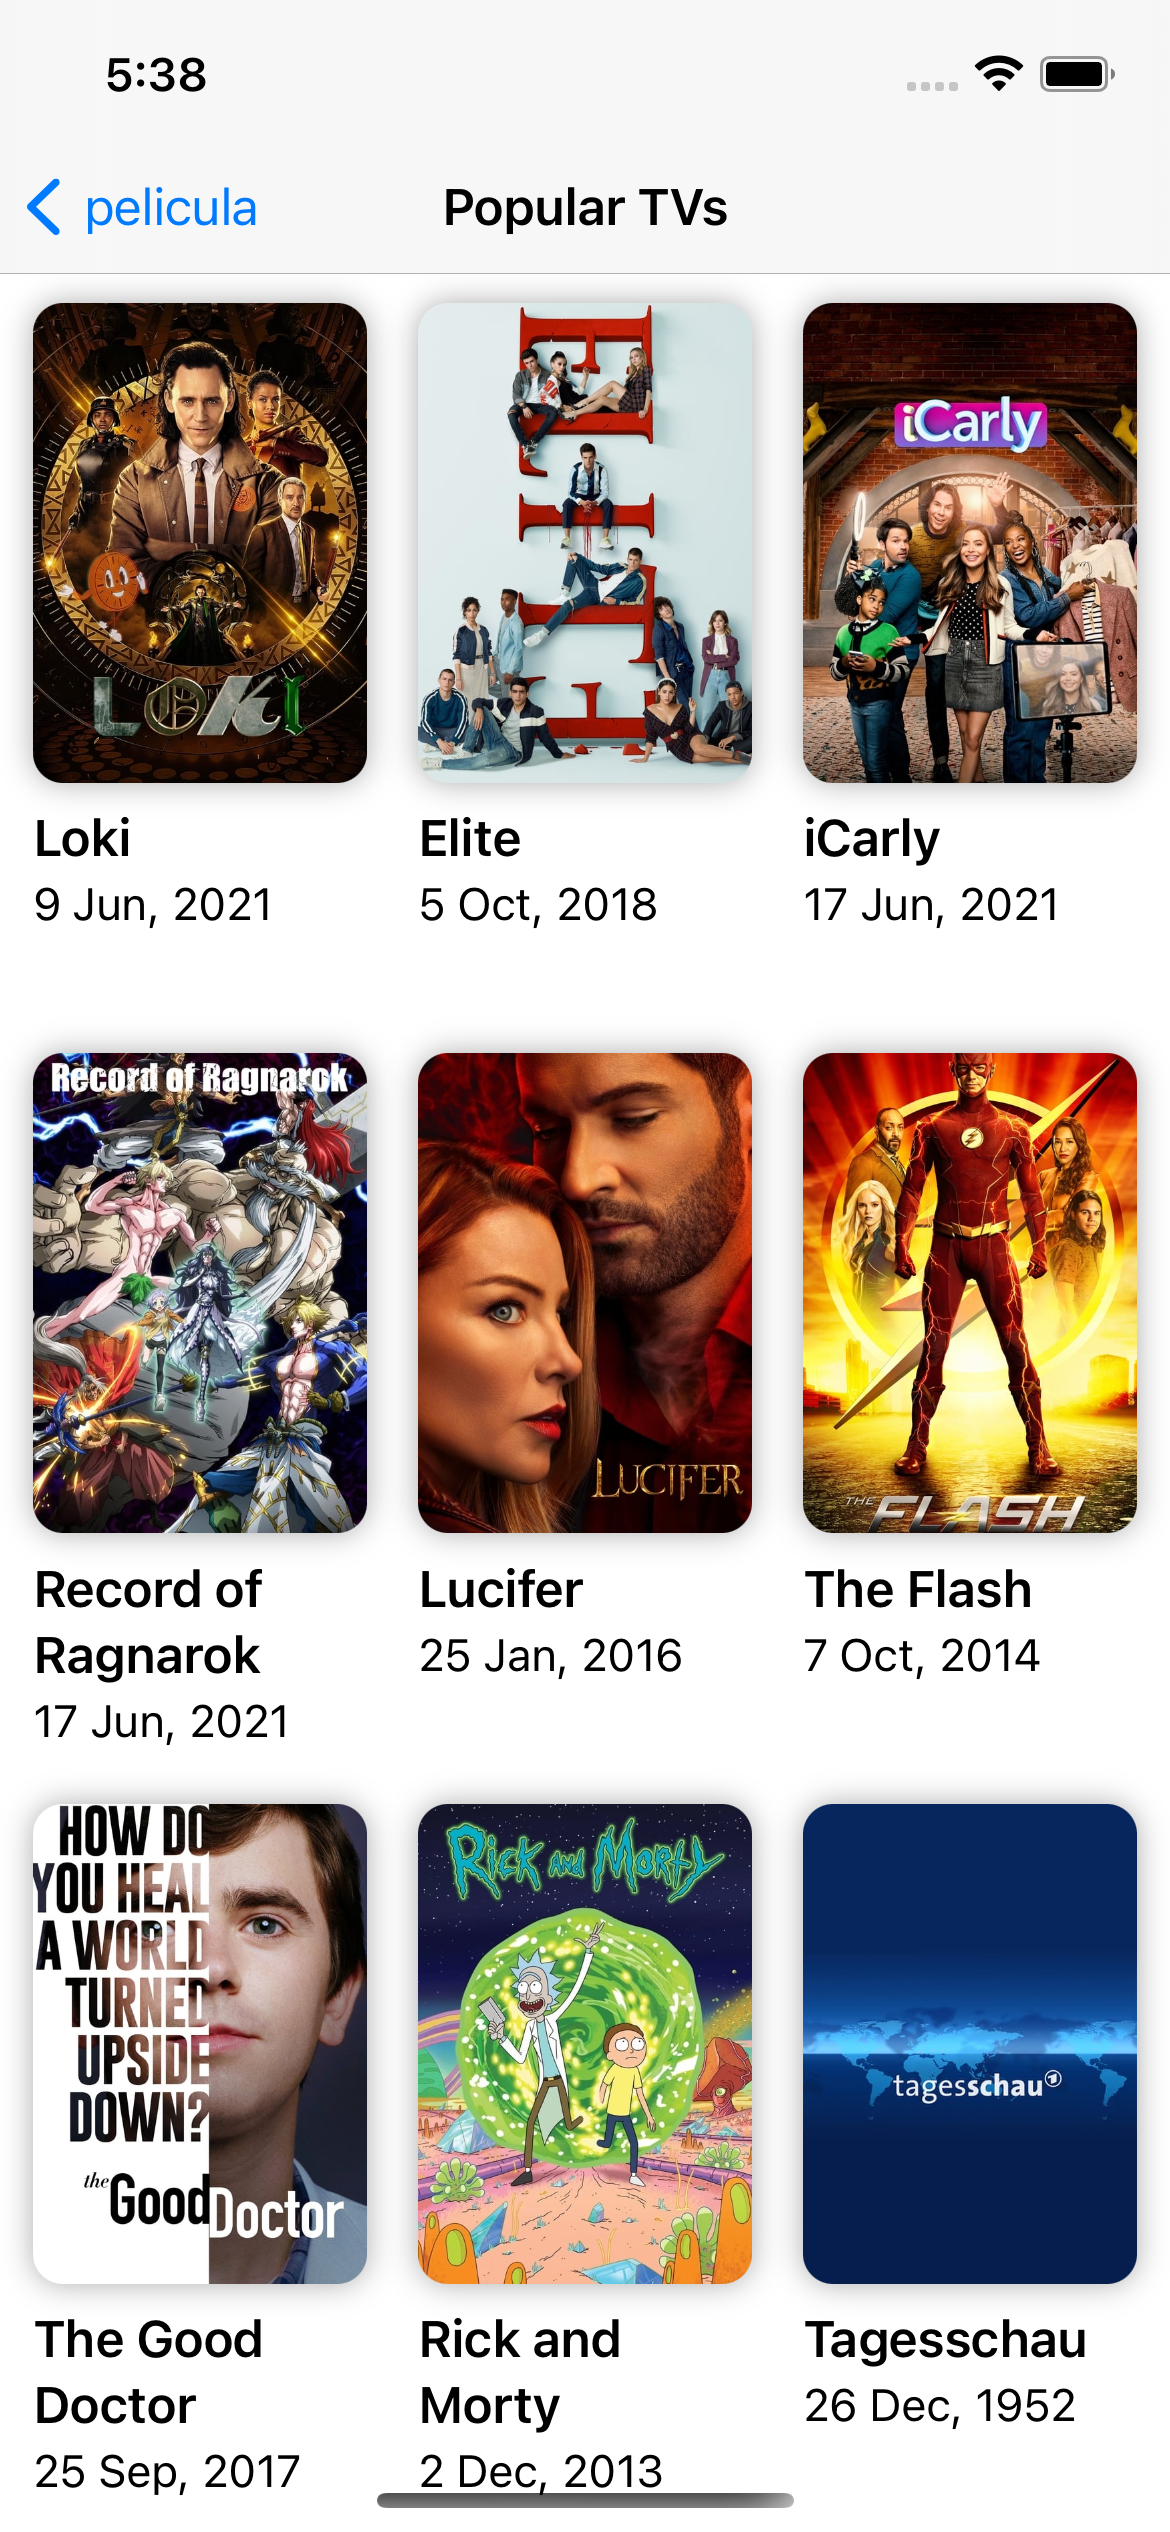 5:38
pelicula
Popular TVs
LOKI
ELITE
iCarly
Loki
Elite
iCarly
9 Jun, 2021
5 Oct, 2018
17 Jun, 2021
Record of Ragnarok
LUCIFER
THE FLASH
Record of
Ragnarok
17 Jun, 2021
Lucifer
25 Jan, 2016
The Flash
7 Oct, 2014
HOW DO
YOU HEAL
A WORLD
TURNED
UPSIDE
DOWN?
the Good Doctor
Rick and Morty
tagesschau
The Good
Doctor
25 Sep, 2017
Rick and
Morty
2 Dec, 2013
Tagesschau
26 Dec, 1952